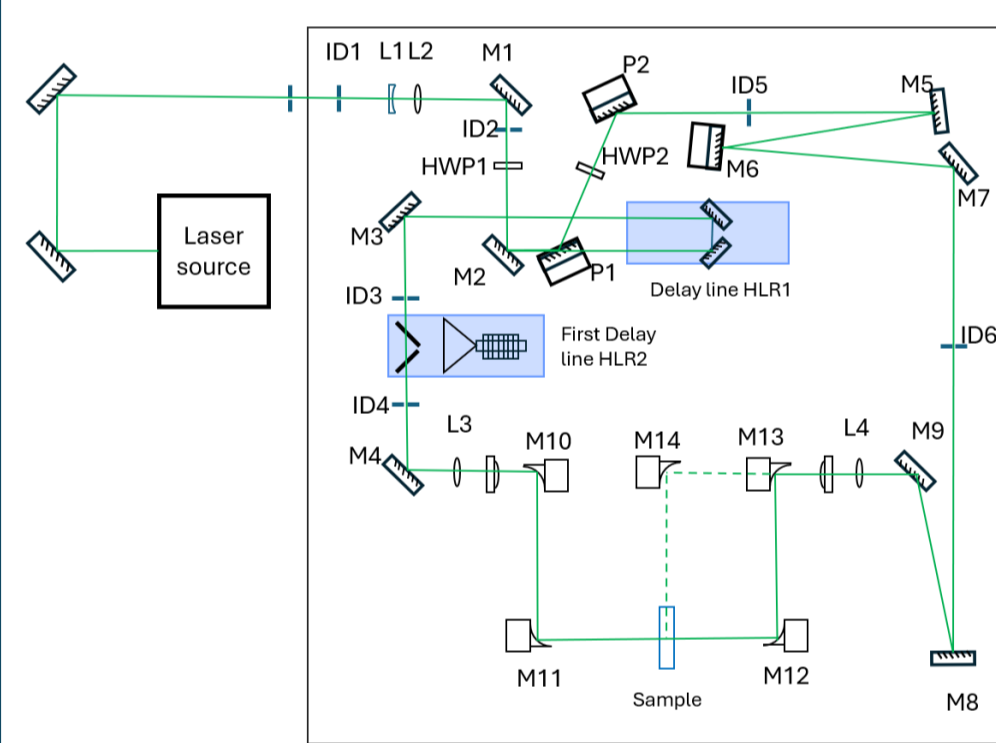 ID1
L1
L2
M1
P2
ID5
M5
ID2
HWP1
HWP2
M6
M7
M3
Laser
source
M2
P1
Delay line HLR1
ID3
First Delay
line HLR2
ID6
ID4
L3
M4
M10
M14
M13
L4
M9
M11
Sample
M12
M8